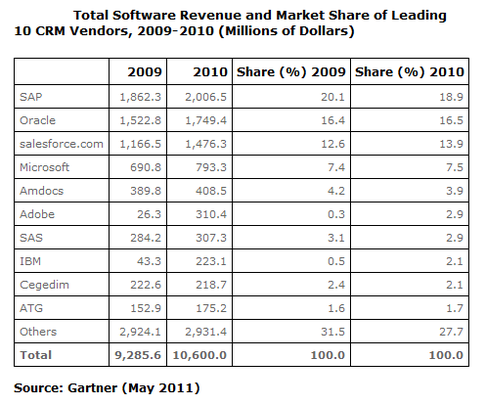 Total Software Revenue and Market Share of Leading
10 CRM Vendors, 2009-2010 (Millions of Dollars)
2009 2010 Share (%) 2009 Share (%) 2010
SAP 1,862.3 2,006.5 20.1 18.9
Oracle 1,522.8 1,749.4 16.4 16.5
salesforce.com 1,166.5 1,476.3 12.6 13.9
Microsoft 690.8 793.3 7.4 7.5
Amdocs 389.8 408.5 4.2 3.9
Adobe 26.3 310.4 0.3 2.9
SAS 284.2 307.3 3.1 2.9
IBM 43.3 223.1 0.5 2.1
Cegedim 222.6 218.7 2.4 2.1
ATG 152.9 175.2 1.6 1.7
Others 2,924.1 2,931.4 31.5 27.7
Total 9,285.6 10,600.0 100.0 100.0
Source: Gartner (May 2011)